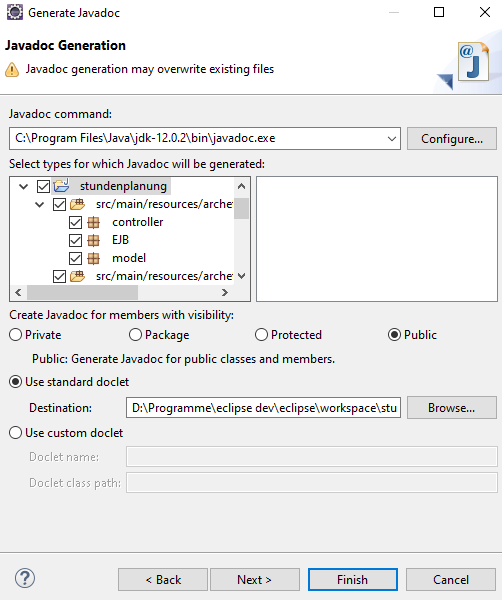 Generate Javadoc
Javadoc Generation
Javadoc generation may overwrite existing files
@ J
Javadoc command:
C:\Program Files\Java\jdk-12.0.2\bin\javadoc.exe
Configure...
Select types for which Javadoc will be generated:
stundenplanung
src/main/resources/arche
controller
EJB
model
src/main/resources/arche
Create Javadoc for members with visibility:
Private Package Protected Public
Public: Generate Javadoc for public classes and members.
Use standard doclet
Destination: D:\Programme\eclipse dev\eclipse\workspace\stu Browse...
Use custom doclet
Doclet name:
Doclet class path:
? < Back Next > Finish Cancel